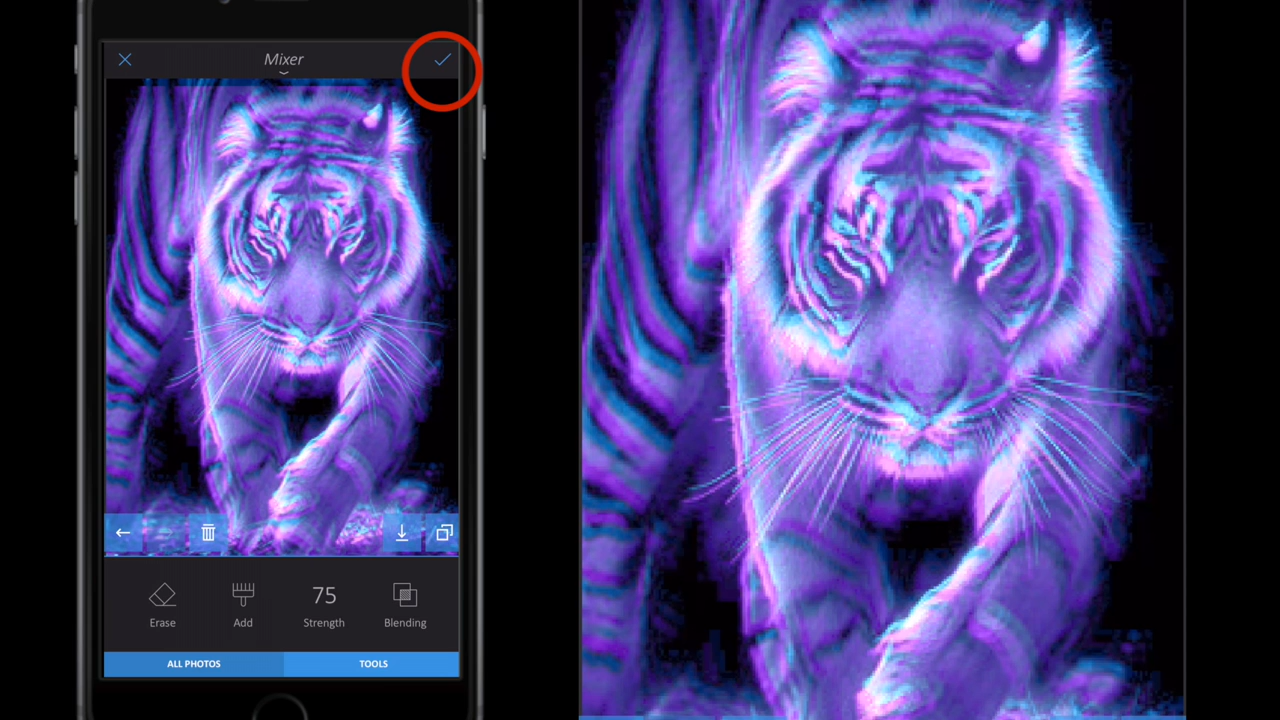 Mixer
75
Erase
Add
Strength
Blending
ALL PHOTOS
TOOLS